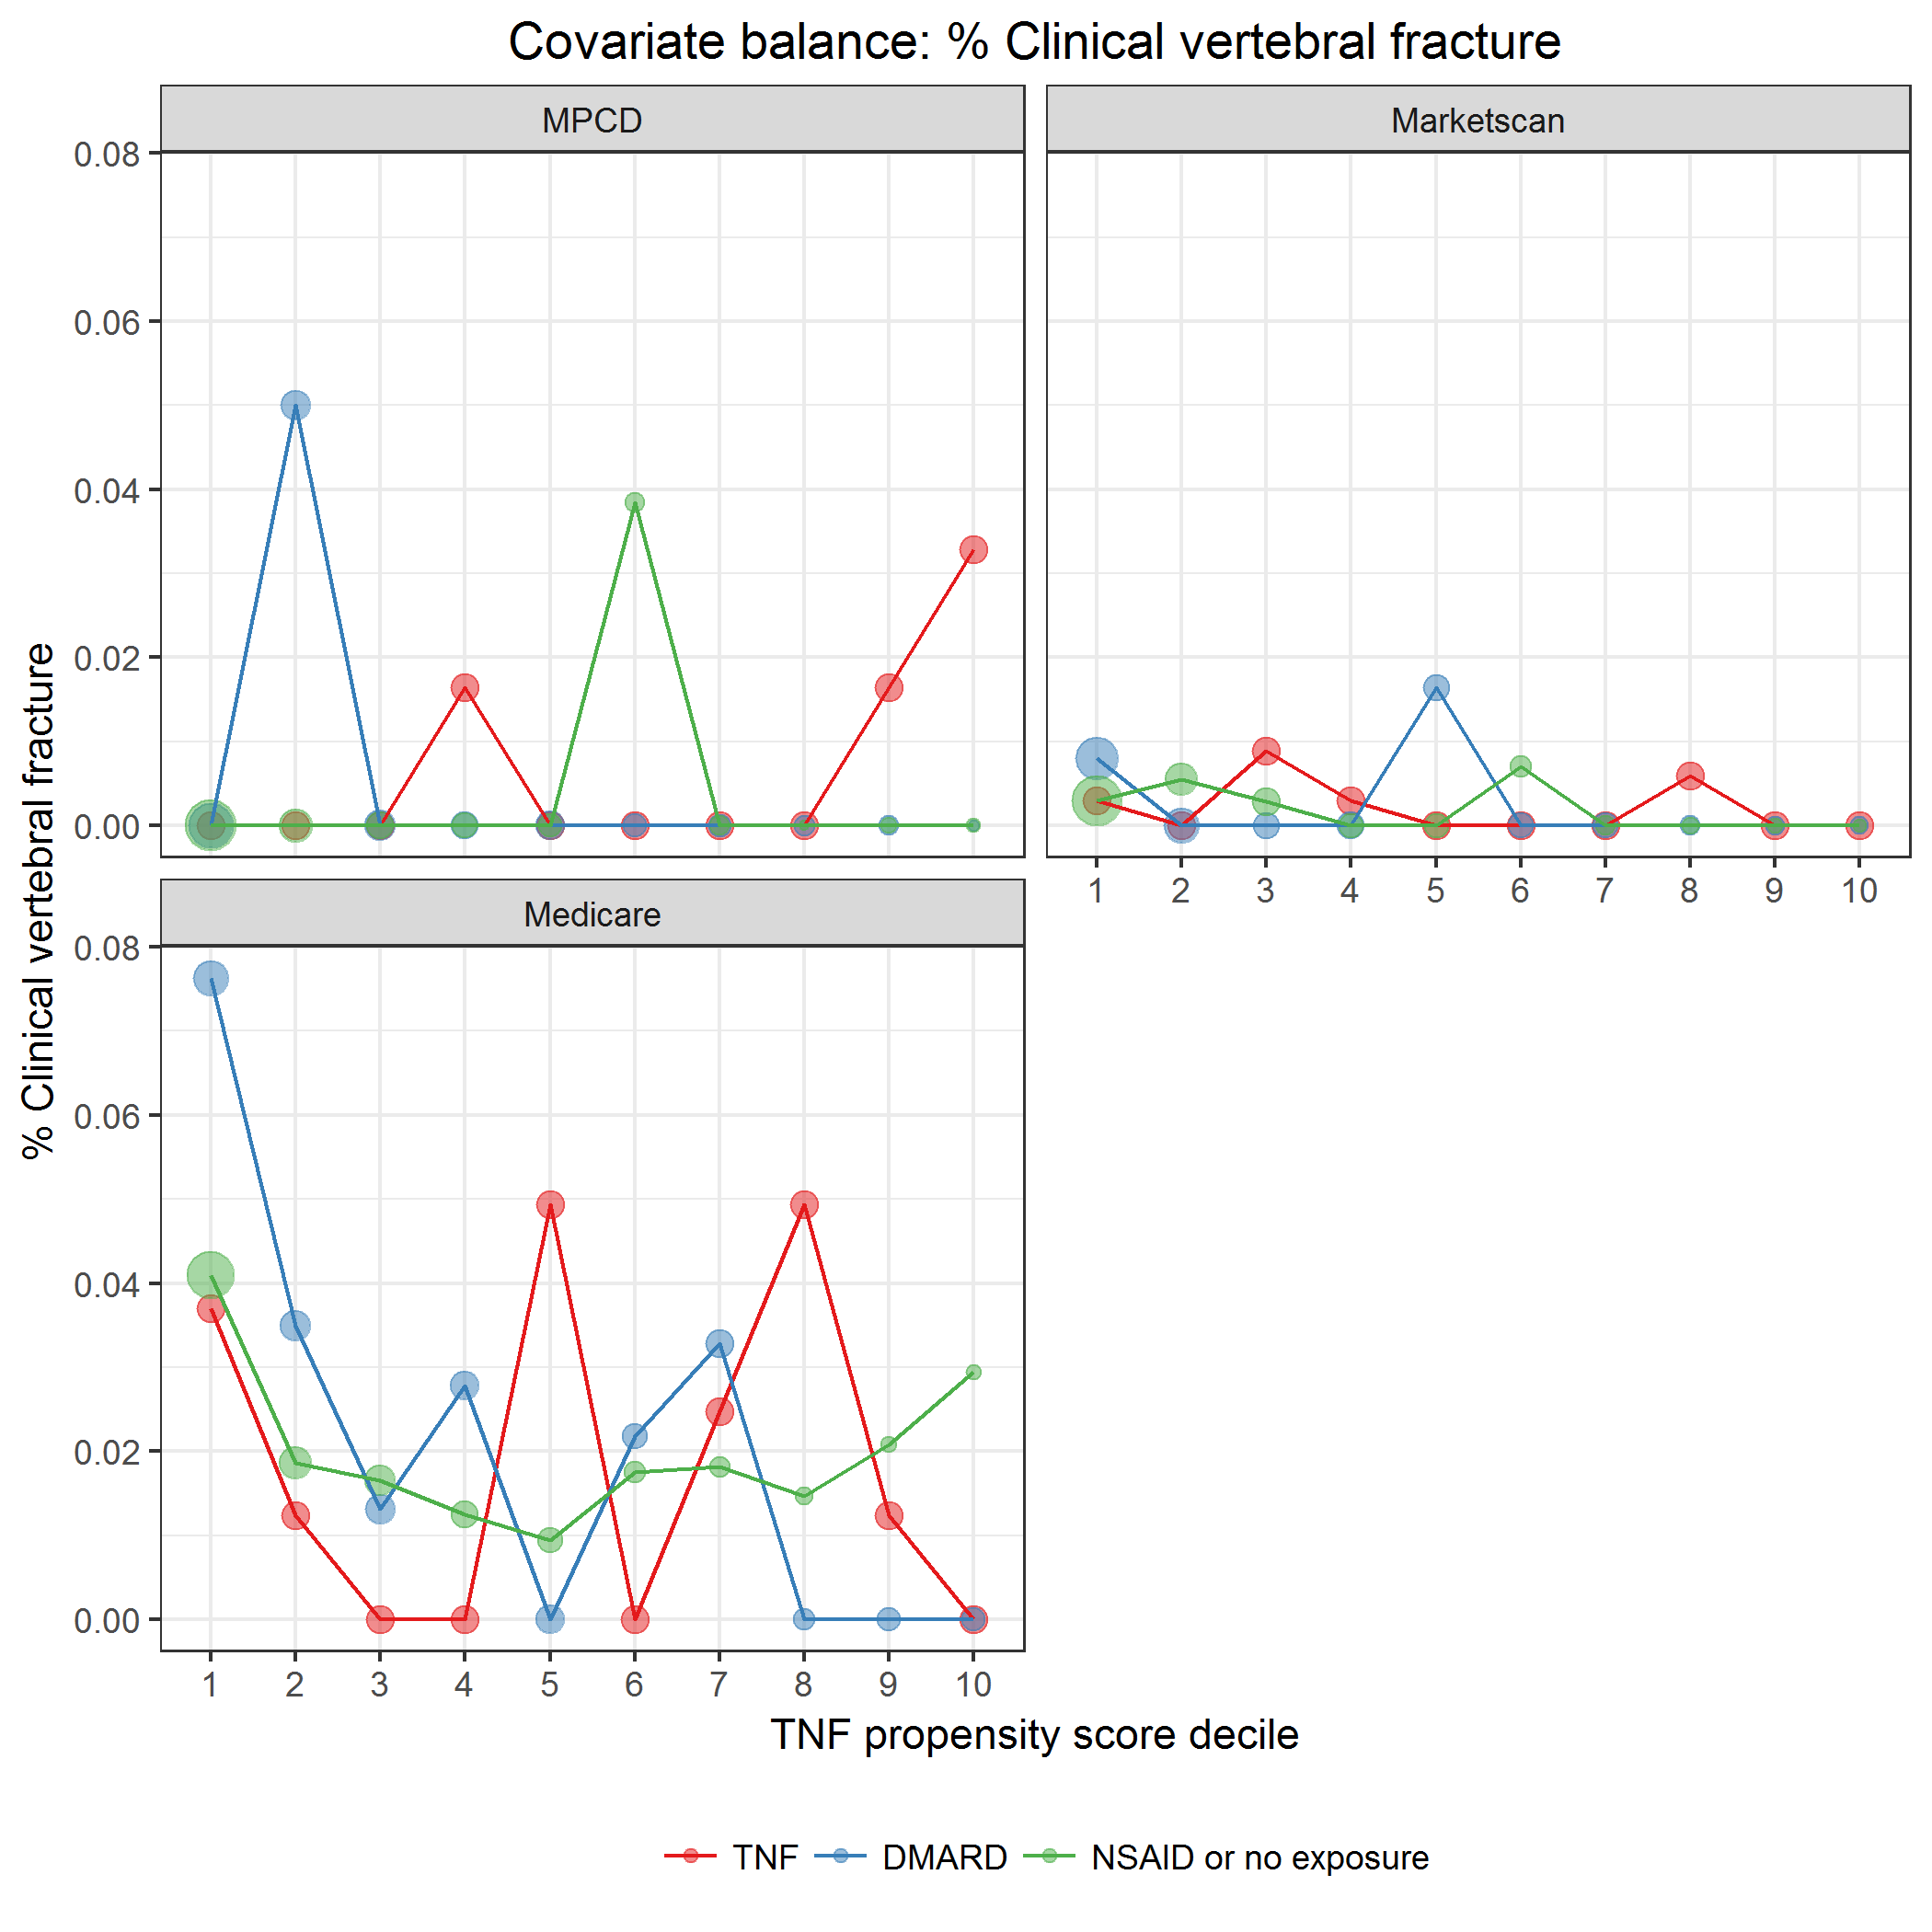 Covariate balance: % Clinical vertebral fracture
MPCD
Marketscan
0.08
0.06
0.04
0.02
0.00
1 2 3 4 5 6 7 8 9 10
Medicare
0.08
0.06
0.04
0.02
0.00
1 2 3 4 5 6 7 8 9 10
% Clinical vertebral fracture
TNF propensity score decile
TNF DMARD NSAID or no exposure